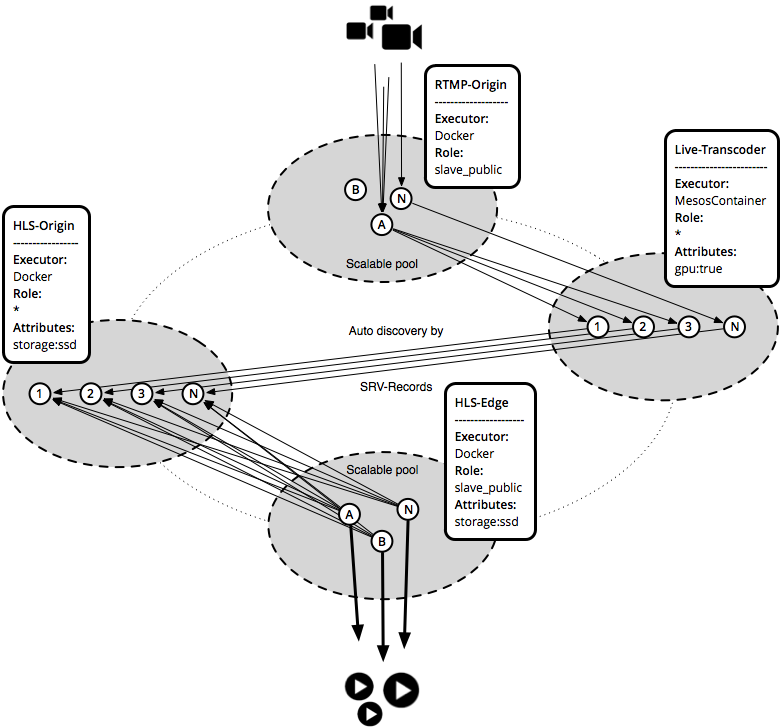 RTMP-Origin
-------------------
Executor:
Docker
Role:
slave_public
B
N
A
Scalable pool
Live-Transcoder
------------------------
Executor:
MesosContainer
Role:
*
Attributes:
gpu:true
1
2
3
N
HLS-Origin
-----------------
Executor:
Docker
Role:
*
Attributes:
storage:ssd
1
2
3
N
Auto discovery by
SRV-Records
HLS-Edge
------------------
Executor:
Docker
Role:
slave_public
Attributes:
storage:ssd
Scalable pool
A
N
B